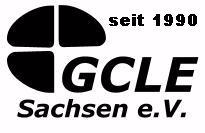 seit 1990
GCLE
Sachsen e.V.